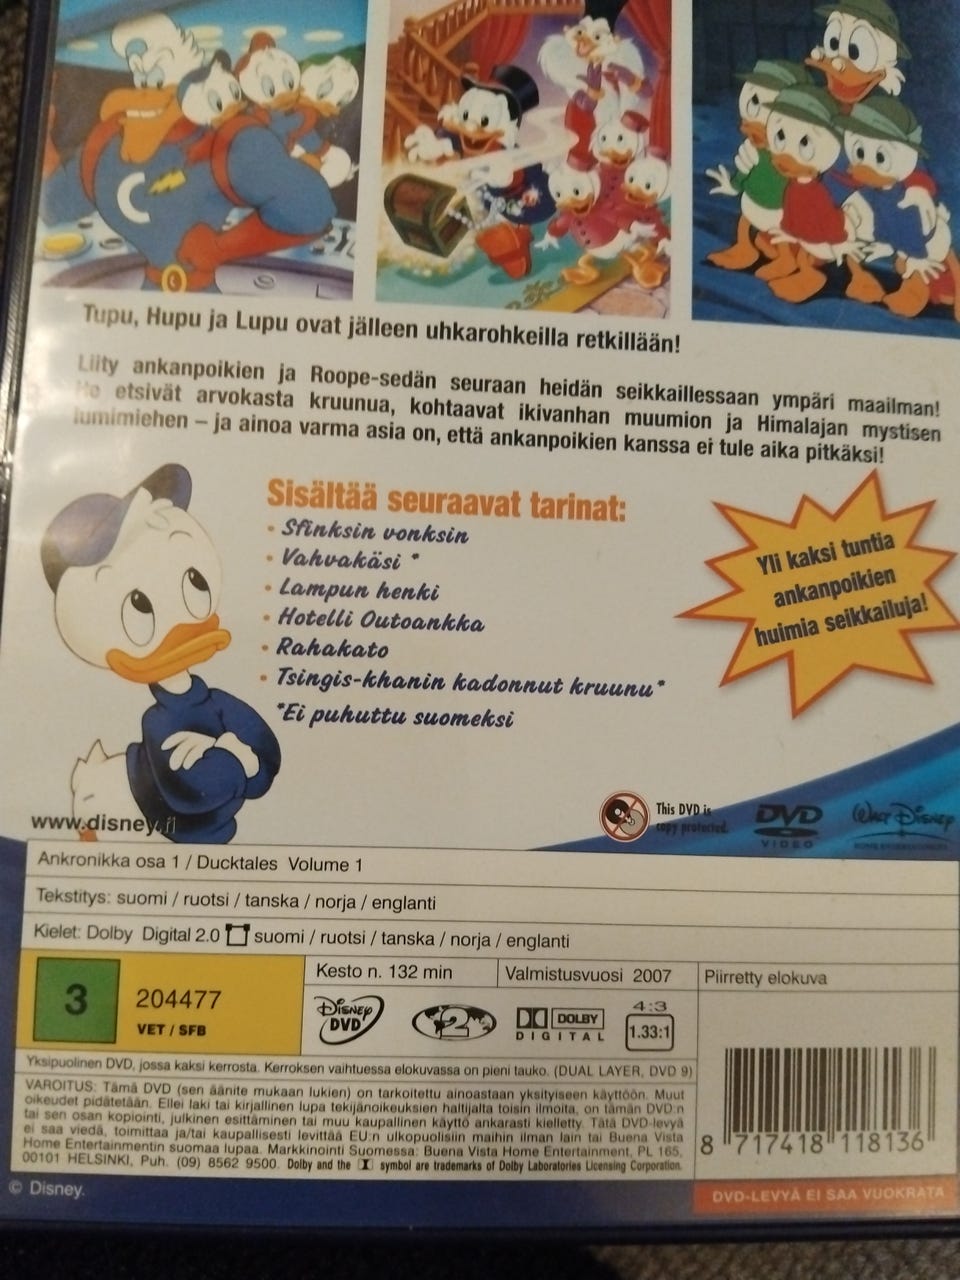 Tupu, Hupu ja Lupu ovat jälleen uhkarohkeilla retkillään!
Liity ankanpoikien ja Roope-sedän seuraan heidän seikkaillessaan ympäri maailman!
He etsivät arvokasta kruunua, kohtaavat ikivanhan muumion ja Himalajan mystisen
lumimiehen – ja ainoa varma asia on, että ankanpoikien kanssa ei tule aika pitkäksi!
Sisältää seuraavat tarinat:
• Sfinksin vonksin
• Vahvakäsi *
• Lampun henki
• Hotelli Outoankka
• Rahakato
• Tsingis-khanin kadonnut kruunu*
*Ei puhuttu suomeksi
Yli kaksi tuntia
ankanpoikien
huimia seikkailuja!
www.disney.fi
This DVD is
copy protected.
DVD
VIDEO
WALT DISNEY
HOME ENTERTAINMENT
Ankronikka osa 1 / Ducktales Volume 1
Tekstitys: suomi / ruotsi / tanska / norja / englanti
Kielet: Dolby Digital 2.0 suomi / ruotsi / tanska / norja / englanti
3
204477
VET / SFB
Kesto n. 132 min
Valmistusvuosi 2007
Piirretty elokuva
DISNEY
DVD
2
DOLBY
DIGITAL
4:3
1.33:1
Yksipuolinen DVD, jossa kaksi kerrosta. Kerroksen vaihtuessa elokuvassa on pieni tauko. (DUAL LAYER, DVD 9)
VAROITUS: Tämä DVD (sen äänite mukaan lukien) on tarkoitettu ainoastaan yksityiseen käyttöön. Muut
oikeudet pidätetään. Ellei laki tai kirjallinen lupa tekijänoikeuksien haltijalta toisin ilmoita, on tämän DVD:n
tai sen osan kopiointi, julkinen esittäminen tai muu kaupallinen käyttö ankarasti kielletty. Tätä DVD-levyä
ei saa viedä, toimittaa ja/tai kaupallisesti levittää EU:n ulkopuolisiin maihin ilman lain tai Buena Vista
Home Entertainmentin suomaa lupaa. Markkinointi Suomessa: Buena Vista Home Entertainment, PL 165,
00101 HELSINKI, Puh. (09) 8562 9500. Dolby and the symbol are trademarks of Dolby Laboratories Licensing Corporation.
8 717418 118136
© Disney.
DVD-LEVYÄ EI SAA VUOKRATA